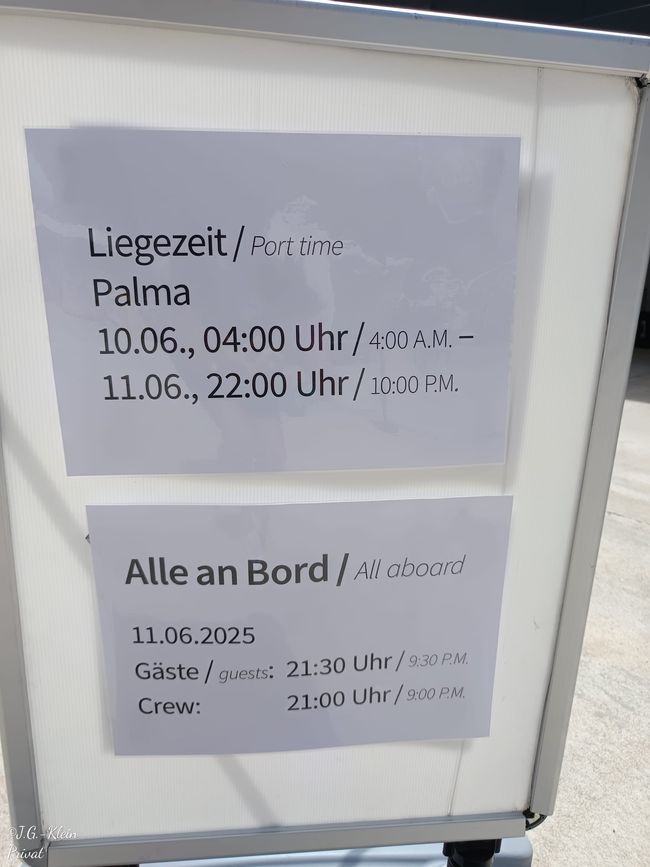 Liegezeit / Port time
Palma
10.06., 04:00 Uhr / 4:00 A.M. –
11.06., 22:00 Uhr / 10:00 P.M.
Alle an Bord / All aboard
11.06.2025
Gäste / guests: 21:30 Uhr / 9:30 P.M.
Crew: 21:00 Uhr / 9:00 P.M.
©J.G.-Klein
Privat